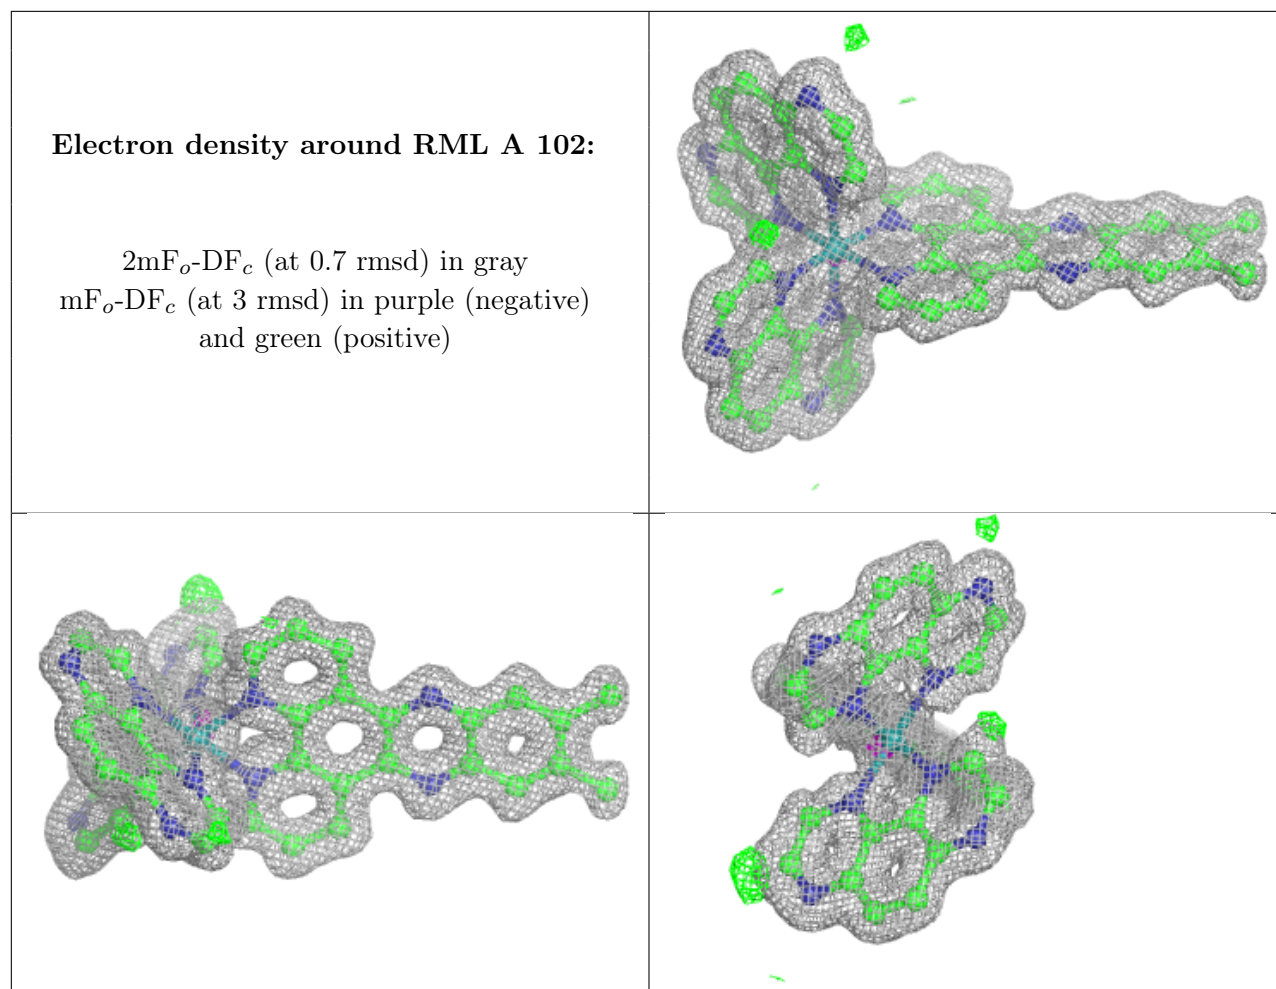 Electron density around RML A 102:
2mFo-DFc (at 0.7 rmsd) in gray
mFo-DFc (at 3 rmsd) in purple (negative)
and green (positive)